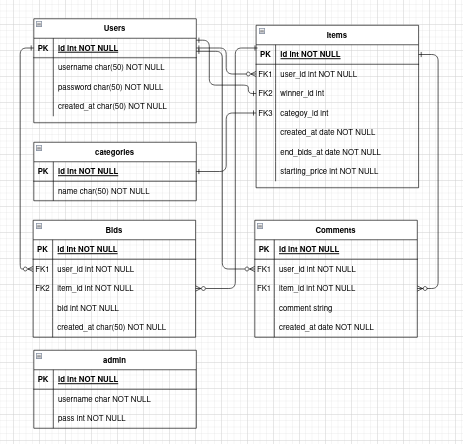 Users
PK id int NOT NULL
username char(50) NOT NULL
password char(50) NOT NULL
created_at char(50) NOT NULL
Items
PK id int NOT NULL
FK1 user_id int NOT NULL
FK2 winner_id int
FK3 categoy_id int
created_at date NOT NULL
end_bids_at date NOT NULL
starting_price int NOT NULL
categories
PK id int NOT NULL
name char(50) NOT NULL
Bids
PK id int NOT NULL
FK1 user_id int NOT NULL
FK2 item_id int NOT NULL
bid int NOT NULL
created_at char(50) NOT NULL
Comments
PK id int NOT NULL
FK1 user_id int NOT NULL
FK1 item_id int NOT NULL
comment string
created_at date NOT NULL
admin
PK id int NOT NULL
username char NOT NULL
pass int NOT NULL